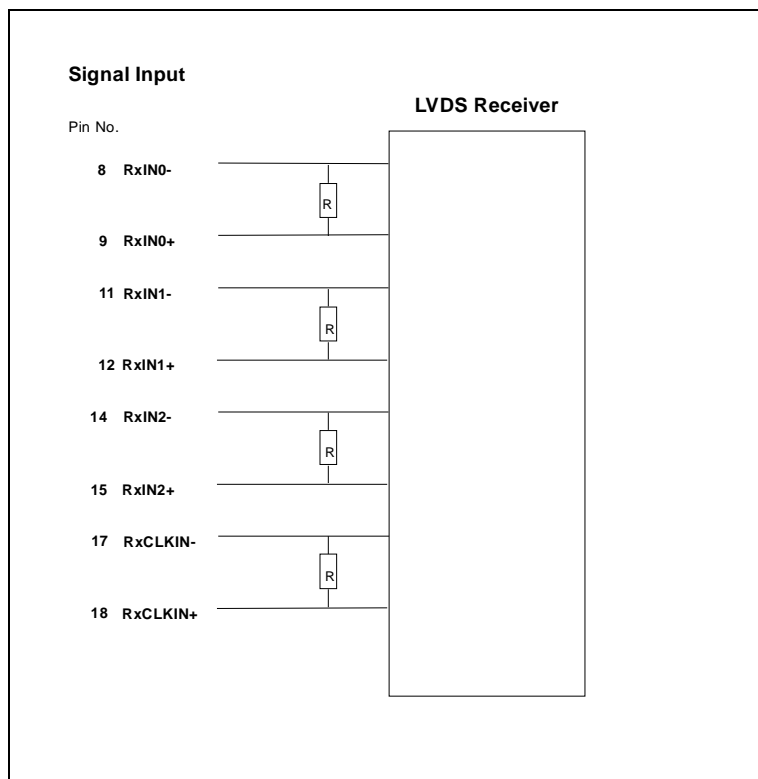 Signal Input
LVDS Receiver
Pin No.
8 RxIN0-
R
9 RxIN0+
11 RxIN1-
R
12 RxIN1+
14 RxIN2-
R
15 RxIN2+
17 RxCLKIN-
R
18 RxCLKIN+